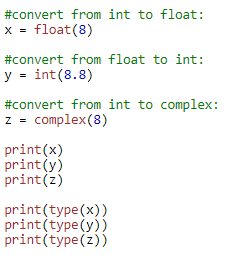 #convert from int to float:
x = float(8)
#convert from float to int:
y = int(8.8)
#convert from int to complex:
z = complex(8)
print(x)
print(y)
print(z)
print(type(x))
print(type(y))
print(type(z))